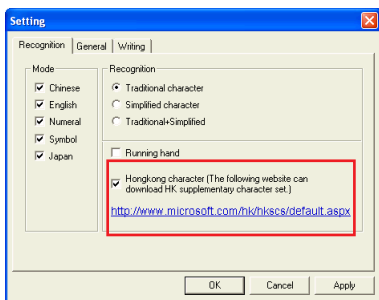 Setting
Recognition General Writing
Mode
Chinese
English
Numeral
Symbol
Japan
Recognition
Traditional character
Simplified character
Traditional+Simplified
Running hand
Hongkong character (The following website can
download HK supplementary character set.)
http://www.microsoft.com/hk/hkscs/default.aspx
OK Cancel Apply